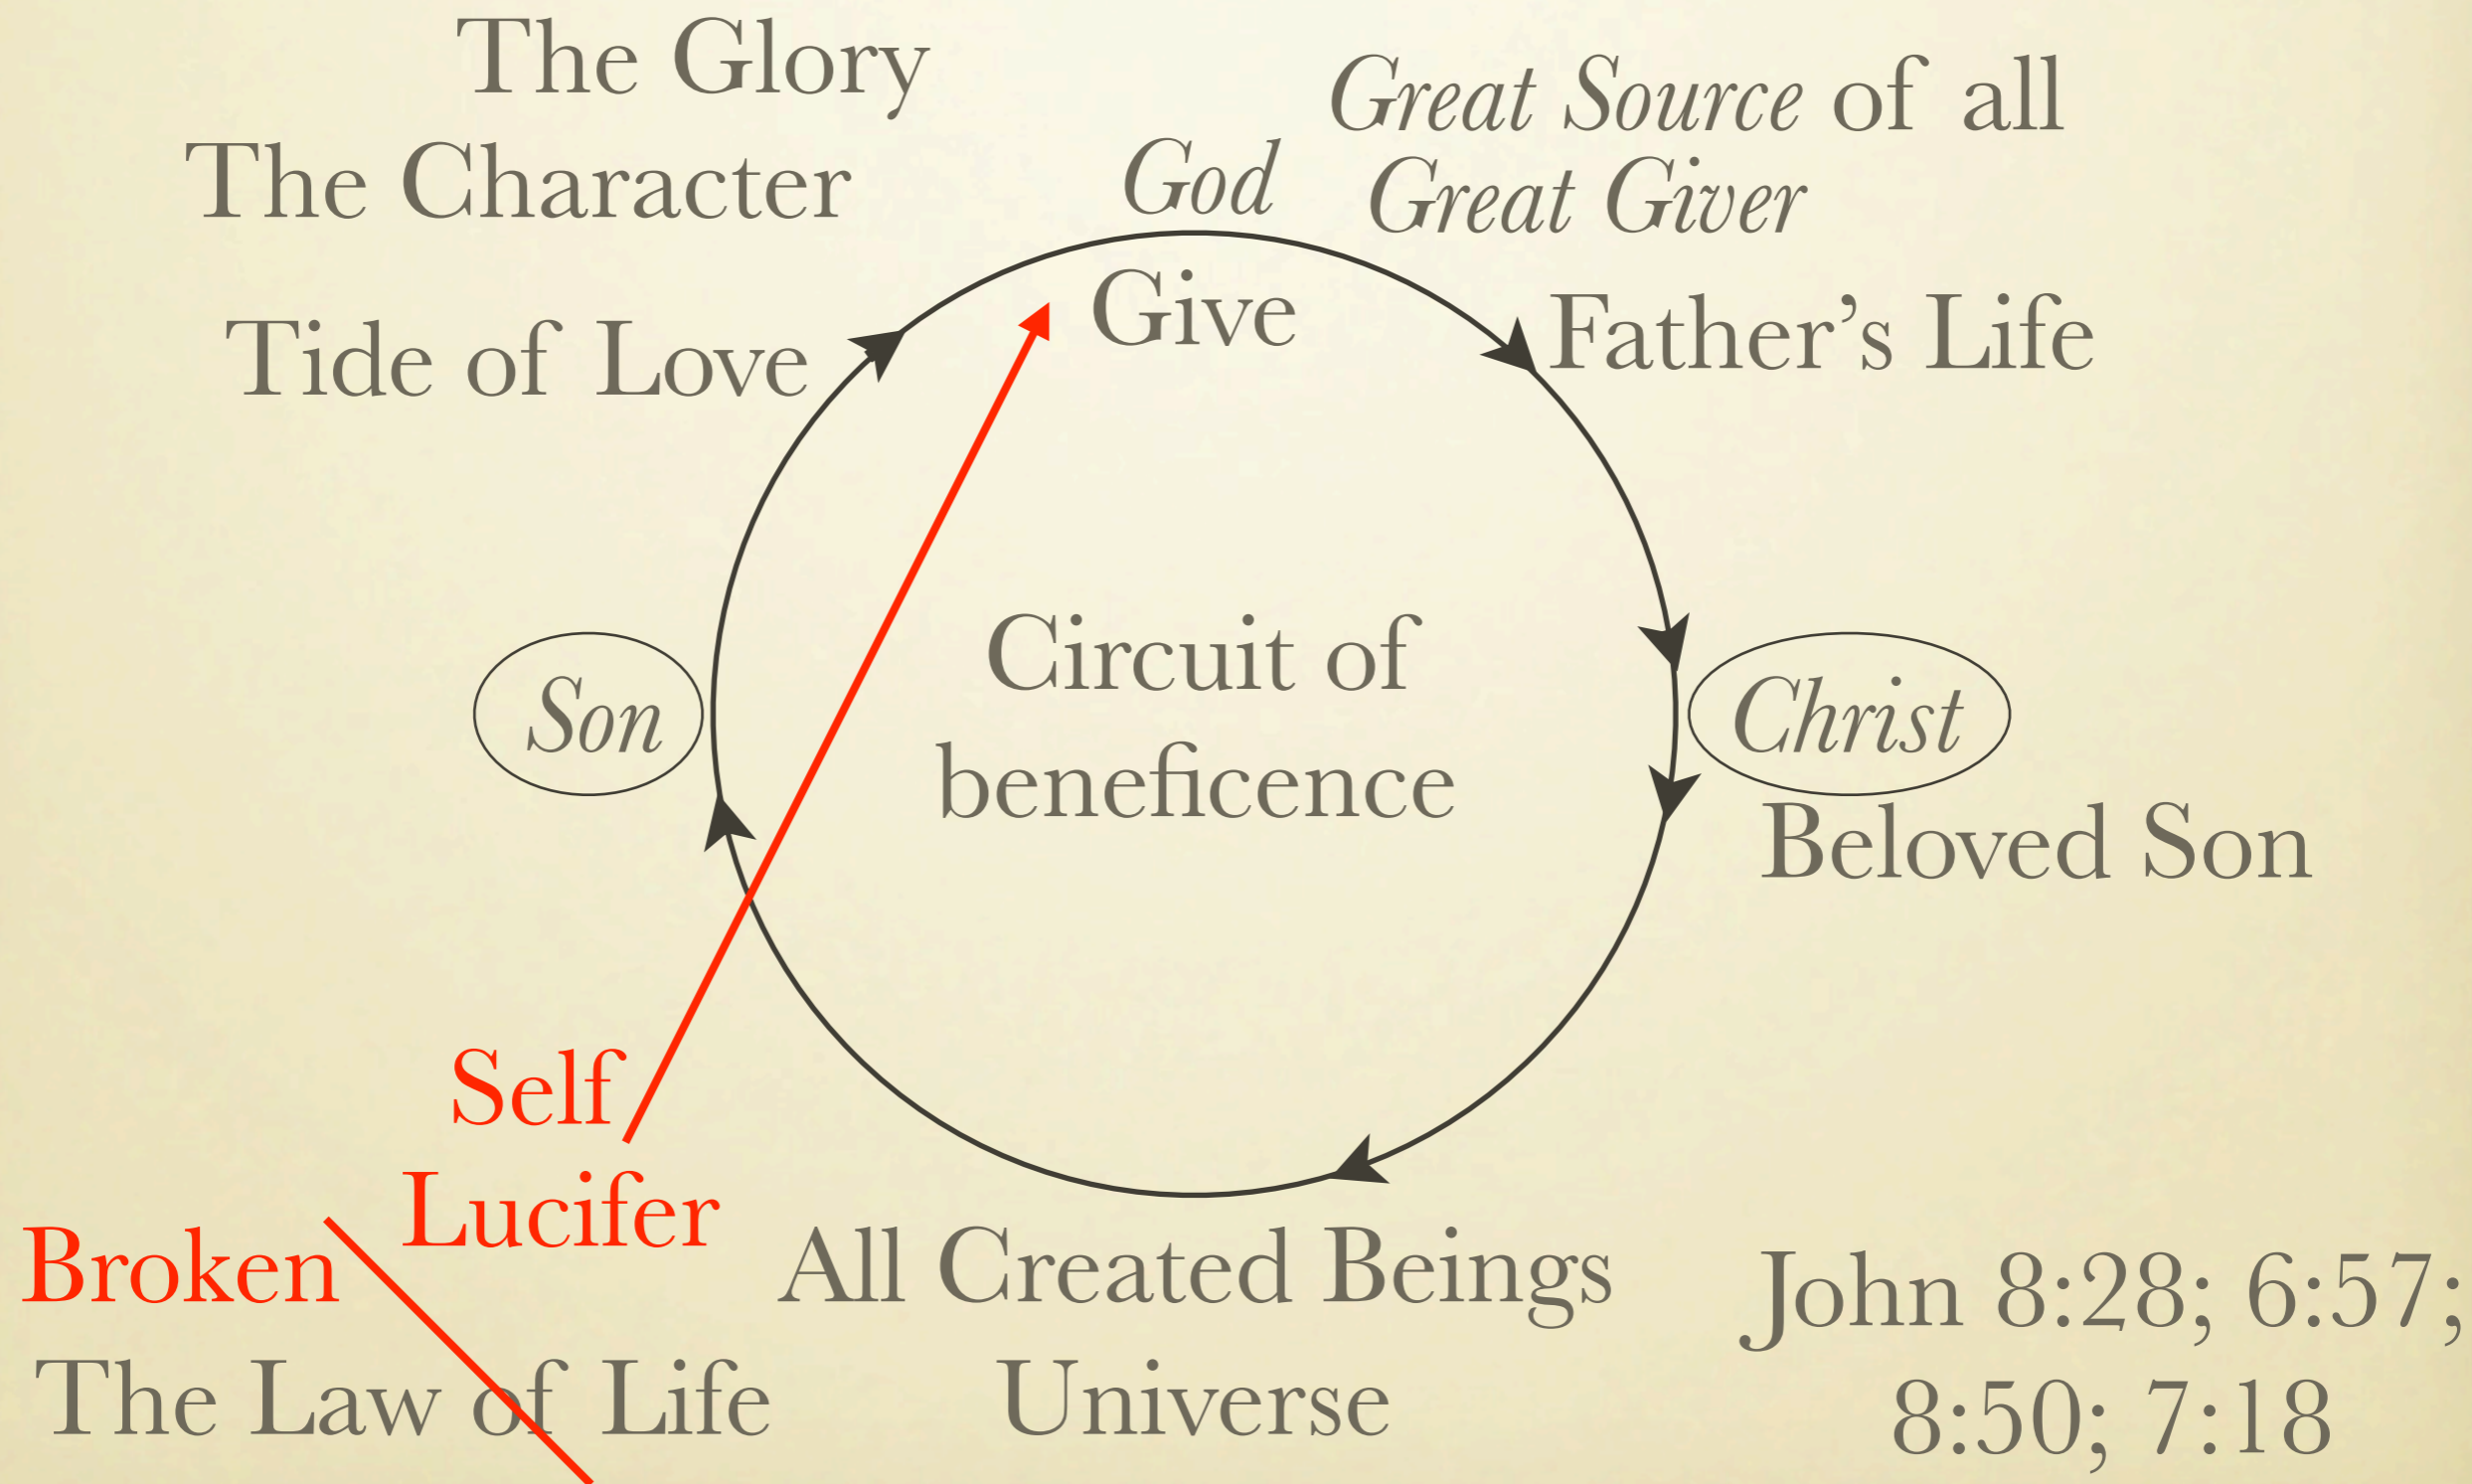 The Glory
The Character
Tide of Love
God
Great Source of all
Great Giver
Give
Father’s Life
Circuit of
beneficence
Son
Christ
Beloved Son
Self
Lucifer
Broken
The Law of Life
All Created Beings
Universe
John 8:28; 6:57;
8:50; 7:18